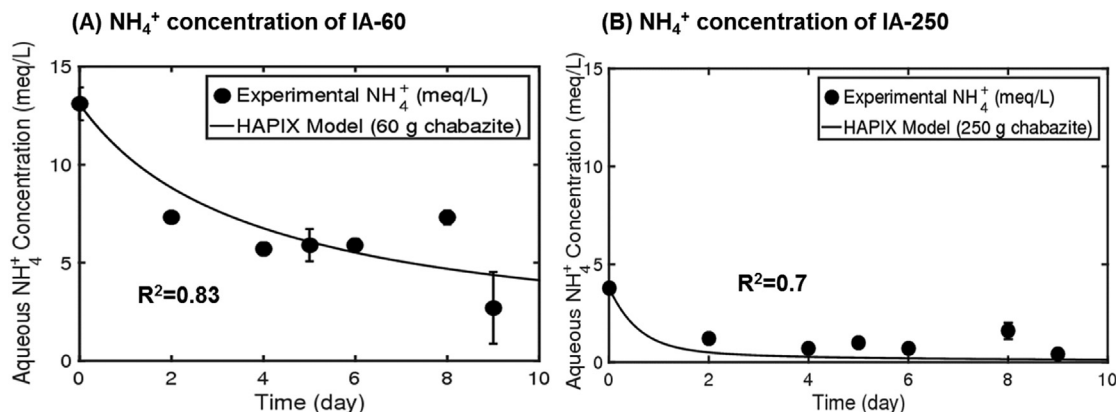 (A) NH₄⁺ concentration of IA-60
Aqueous NH₄⁺ Concentration (meq/L)
15
10
5
0
Experimental NH₄⁺ (meq/L)
HAPIX Model (60 g chabazite)
R²=0.83
0 2 4 6 8 10
Time (day)
(B) NH₄⁺ concentration of IA-250
Aqueous NH₄⁺ Concentration (meq/L)
15
10
5
0
Experimental NH₄⁺ (meq/L)
HAPIX Model (250 g chabazite)
R²=0.7
0 2 4 6 8 10
Time (day)